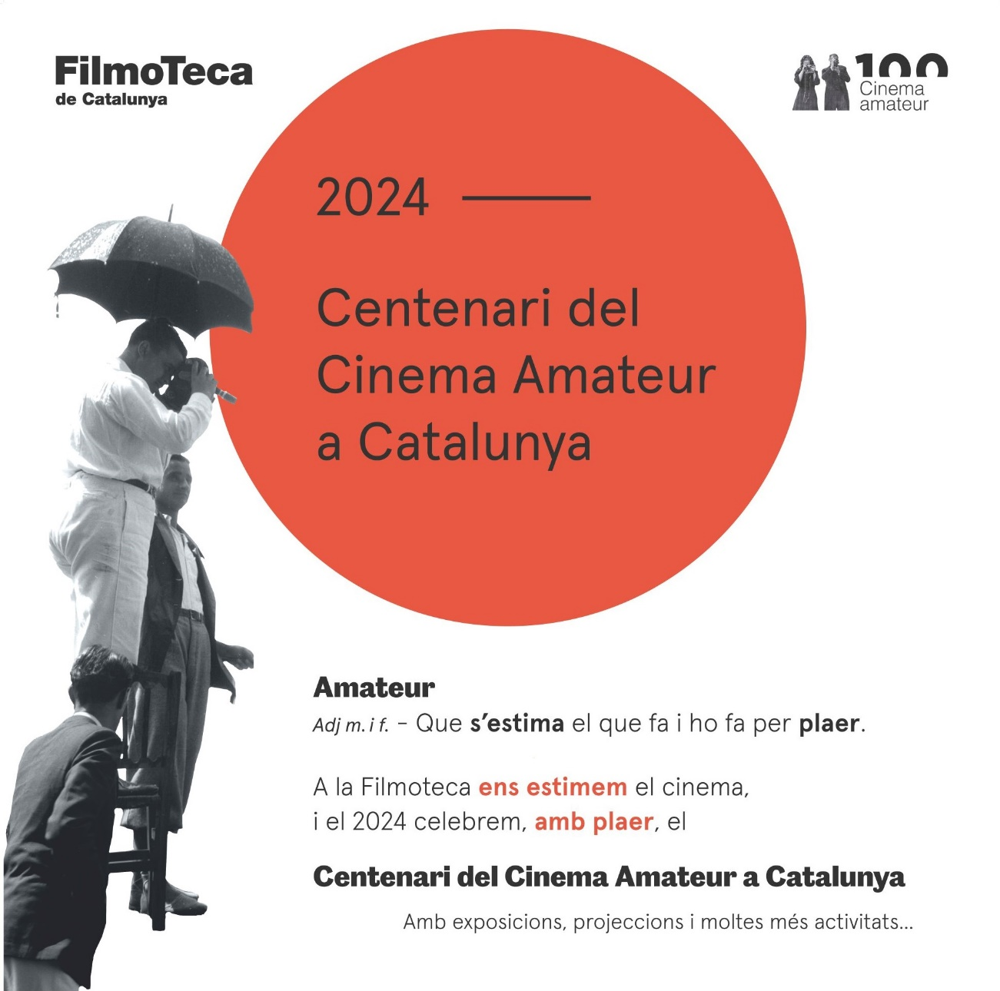 FilmoTeca
de Catalunya
100
Cinema
amateur
2024
Centenari del
Cinema Amateur
a Catalunya
Amateur
Adj m. i f. – Que s’estima el que fa i ho fa per plaer.
A la Filmoteca ens estimem el cinema,
i el 2024 celebrem, amb plaer, el
Centenari del Cinema Amateur a Catalunya
Amb exposicions, projeccions i moltes més activitats...